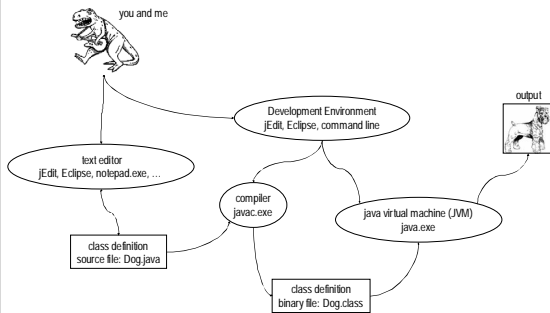 you and me
output
Development Environment
jEdit, Eclipse, command line
text editor
jEdit, Eclipse, notepad.exe, …
compiler
javac.exe
java virtual machine (JVM)
java.exe
class definition
source file: Dog.java
class definition
binary file: Dog.class